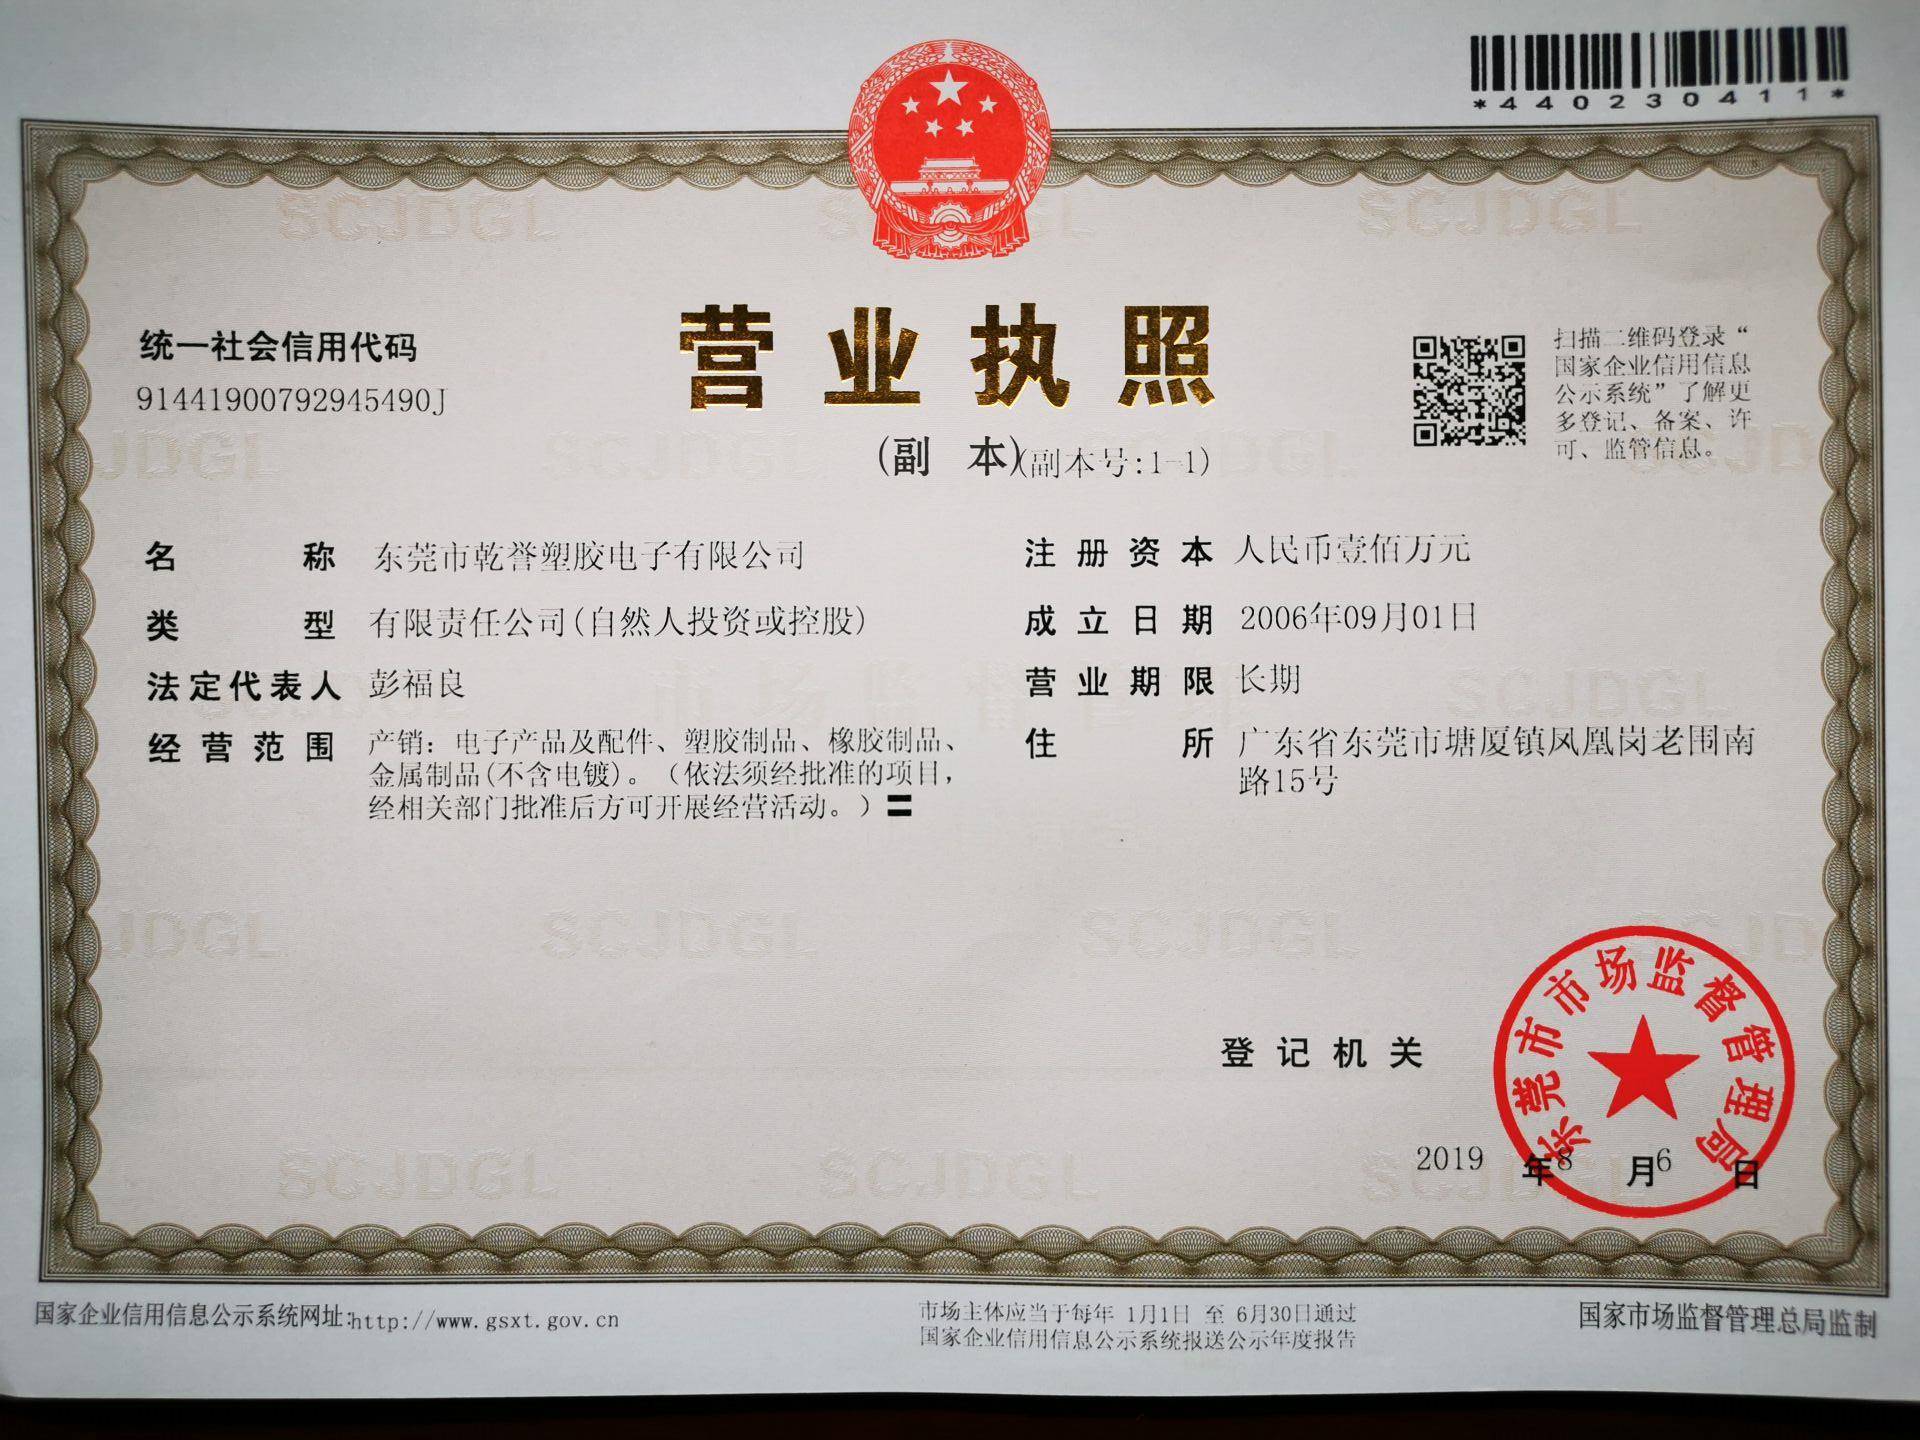 *440230411*
营业执照
(副 本)(副本号:1-1)
统一社会信用代码
91441900792945490J
扫描二维码登录“
国家企业信用信息
公示系统”了解更
多登记、备案、许
可、监管信息。
名 称 东莞市乾誉塑胶电子有限公司
类 型 有限责任公司(自然人投资或控股)
法定代表人 彭福良
经营范围 产销：电子产品及配件、塑胶制品、橡胶制品、
金属制品(不含电镀)。（依法须经批准的项目，
经相关部门批准后方可开展经营活动。）〓
注册资本 人民币壹佰万元
成立日期 2006年09月01日
营业期限 长期
住 所 广东省东莞市塘厦镇凤凰岗老围南
路15号
登记机关
东莞市市场监督管理局
2019 年 8 月 6 日
国家企业信用信息公示系统网址:http://www.gsxt.gov.cn
市场主体应当于每年 1月1日 至 6月30日通过
国家企业信用信息公示系统报送公示年度报告
国家市场监督管理总局监制
SCJDGL